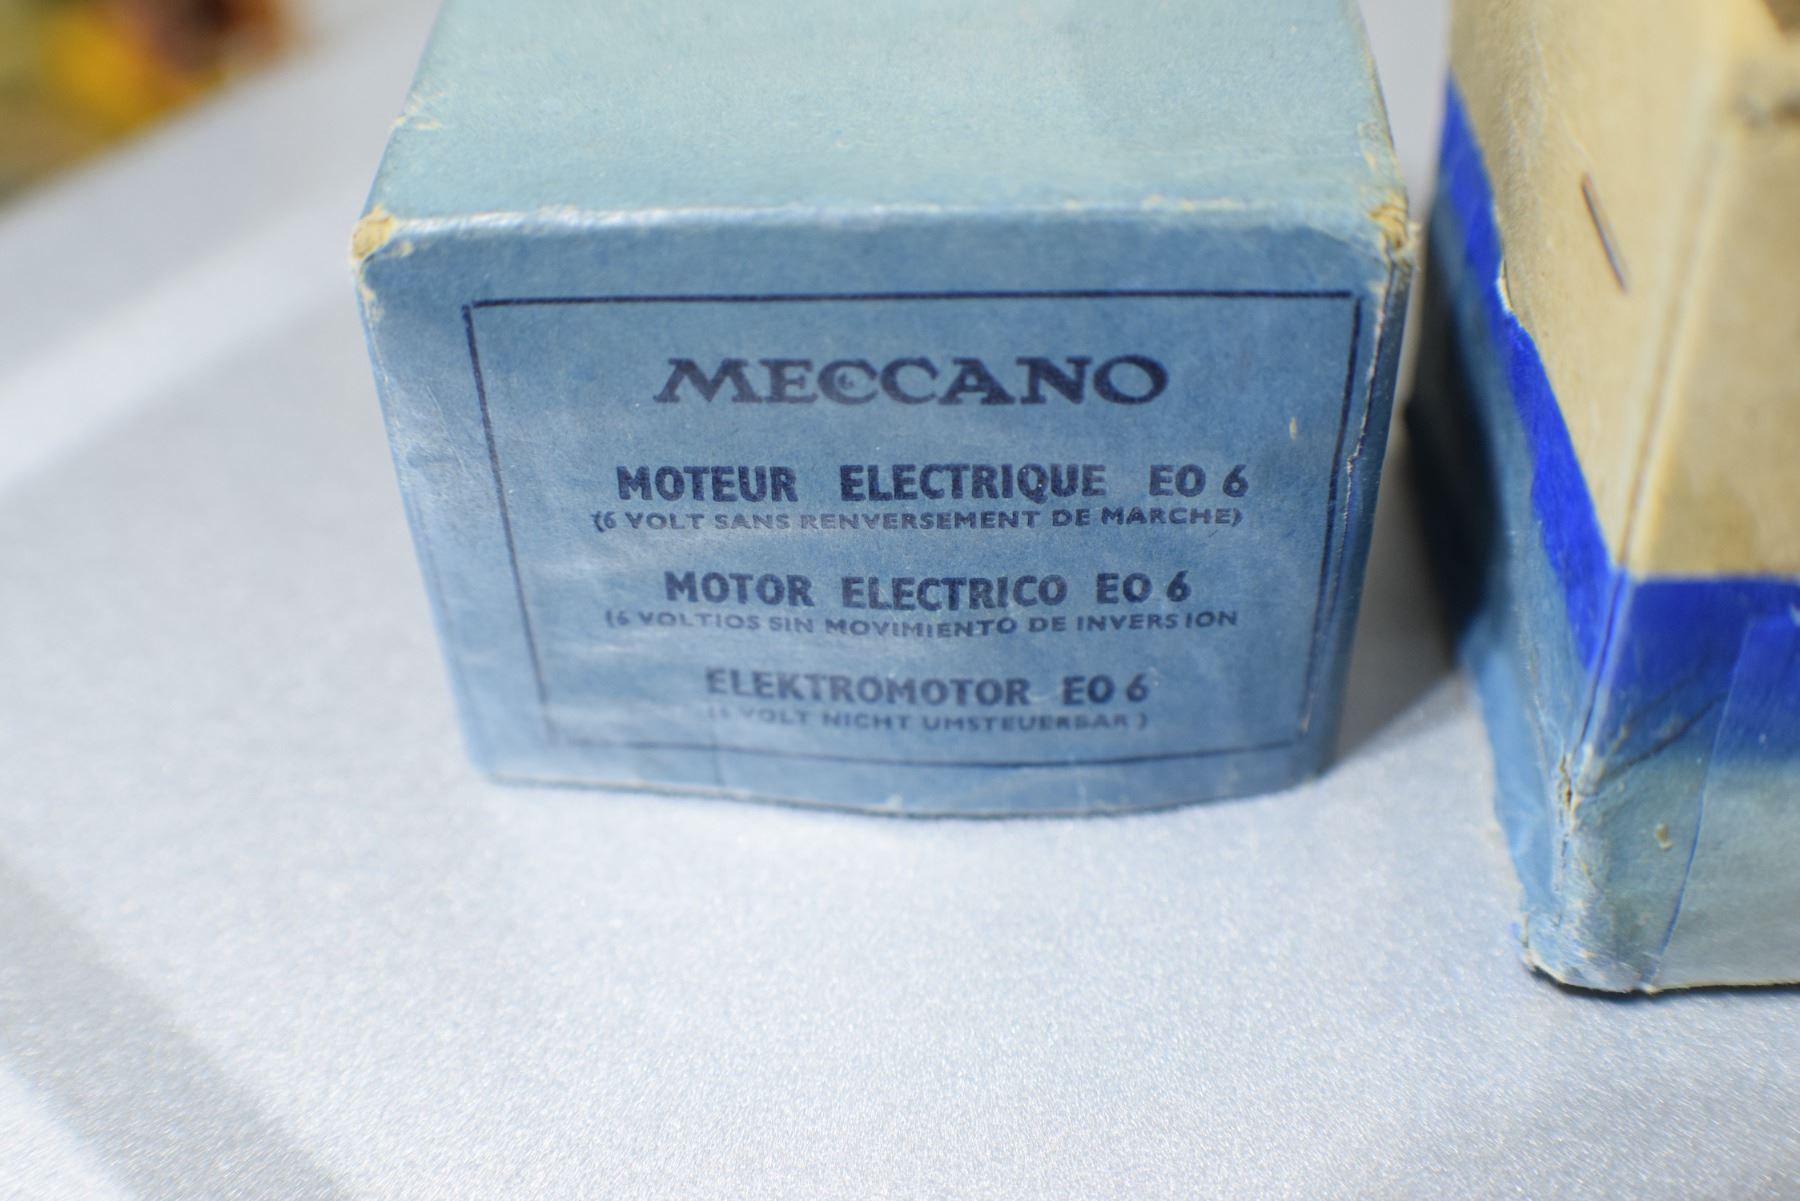 MECCANO
MOTEUR ELECTRIQUE EO 6
(6 VOLT SANS RENVERSEMENT DE MARCHE)
MOTOR ELECTRICO EO 6
(6 VOLTIOS SIN MOVIMIENTO DE INVERSION
ELEKTROMOTOR EO 6
(6 VOLT NICHT UMSTEUERBAR)